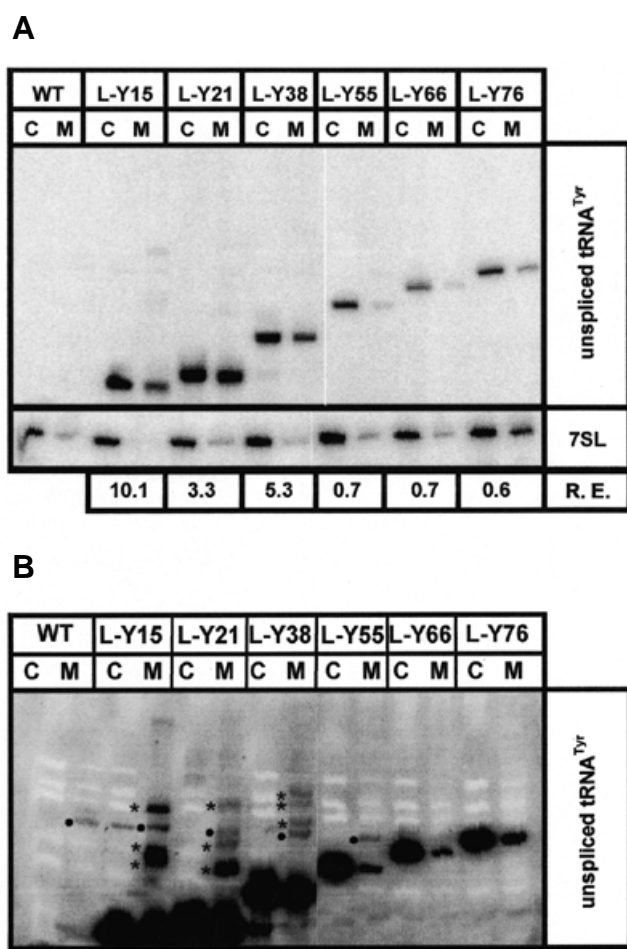 A
WT L-Y15 L-Y21 L-Y38 L-Y55 L-Y66 L-Y76
C M C M C M C M C M C M C M
unspliced tRNATyr
7SL
10.1 3.3 5.3 0.7 0.7 0.6 R. E.
B
WT L-Y15 L-Y21 L-Y38 L-Y55 L-Y66 L-Y76
C M C M C M C M C M C M C M
unspliced tRNATyr